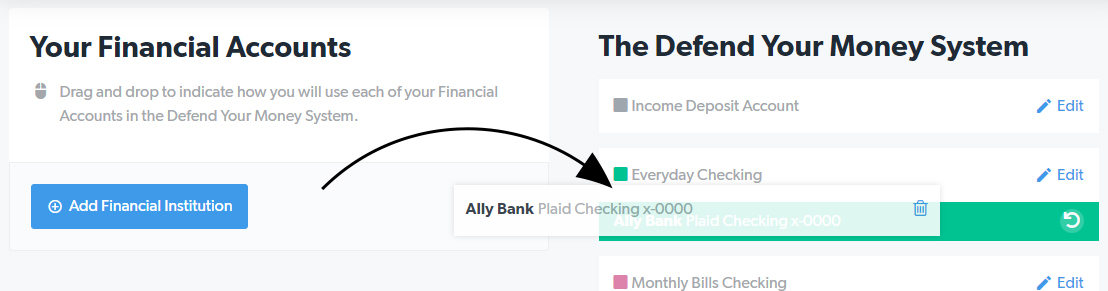 Your Financial Accounts
Drag and drop to indicate how you will use each of your Financial
Accounts in the Defend Your Money System.
Add Financial Institution
The Defend Your Money System
Income Deposit Account
Edit
Everyday Checking
Edit
Ally Bank Plaid Checking x-0000
Ally Bank Plaid Checking x-0000
Monthly Bills Checking
Edit